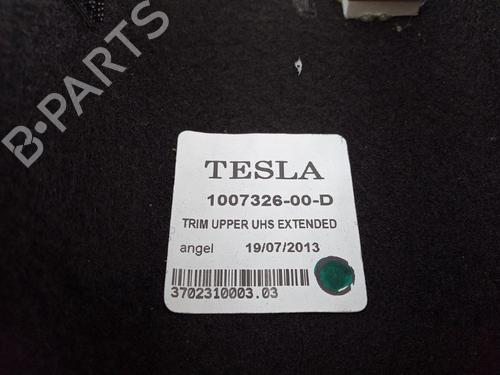 B-PARTS
TESLA
1007326-00-D
TRIM UPPER UHS EXTENDED
angel 19/07/2013
3702310003.03